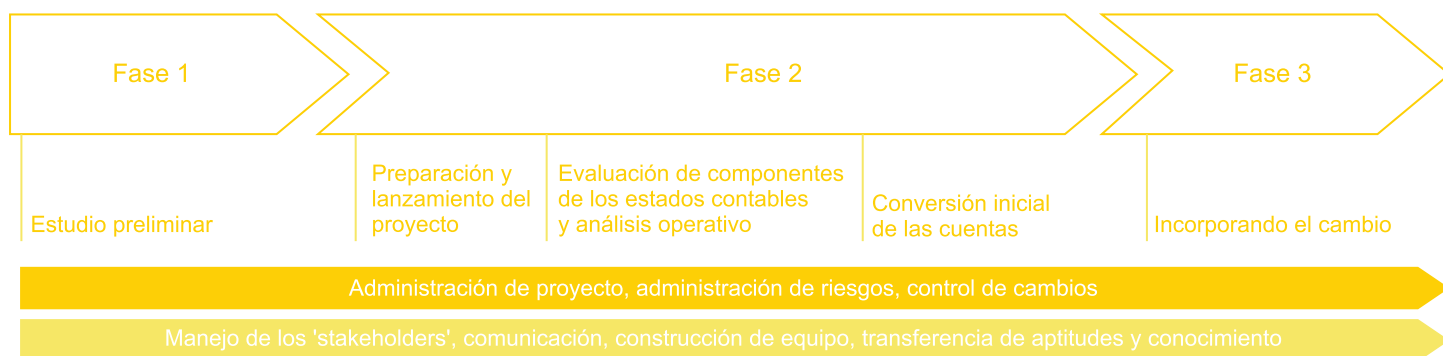 Fase 1
Fase 2
Fase 3
Estudio preliminar
Preparación y
lanzamiento del
proyecto
Evaluación de componentes
de los estados contables
y análisis operativo
Conversión inicial
de las cuentas
Incorporando el cambio
Administración de proyecto, administración de riesgos, control de cambios
Manejo de los 'stakeholders', comunicación, construcción de equipo, transferencia de aptitudes y conocimiento